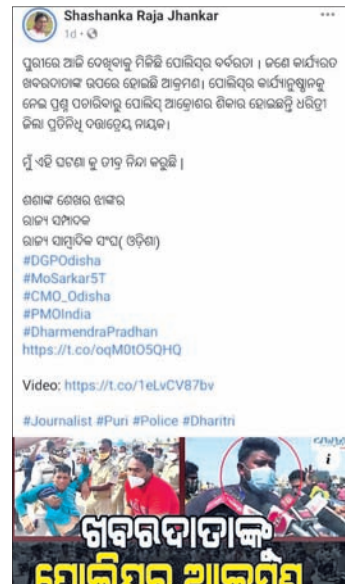 Shashanka Raja Jhankar
1d
ପୁରୀରେ ଆଜି ଦେଖିବାକୁ ମିଳିଛି ପୋଲିସ୍‌ର ବର୍ବରତା । ଜଣେ କାର୍ଯ୍ୟରତ
ଖବରଦାତାଙ୍କ ଉପରେ ହୋଇଛି ଆକ୍ରମଣ। ପୋଲିସ୍‌ର କାର୍ଯ୍ୟାନୁଷ୍ଠାନକୁ
ନେଇ ପ୍ରଶ୍ନ ପଚାରିବାରୁ ପୋଲିସ୍ ଆକ୍ରୋଶର ଶିକାର ହୋଇଛନ୍ତି ଧରିତ୍ରୀ
ଜିଲା ପ୍ରତିନିଧି ଦତ୍ତାତ୍ରେୟ ନାୟକ।
ମୁଁ ଏହି ଘଟଣା କୁ ତୀବ୍ର ନିନ୍ଦା କରୁଛି |
ଶଶାଙ୍କ ଶେଖର ଝାଙ୍କର
ରାଜ୍ୟ ସମ୍ପାଦକ
ରାଜ୍ୟ ସାମ୍ବାଦିକ ସଂଘ( ଓଡ଼ିଶା)
#DGPOdisha
#MoSarkar5T
#CMO_Odisha
#PMOIndia
#DharmendraPradhan
https://t.co/oqM0tO5QHQ
Video: https://t.co/1eLvCV87bv
#Journalist #Puri #Police #Dharitri
ଖବରଦାତାଙ୍କୁ
ପୋଲିସର